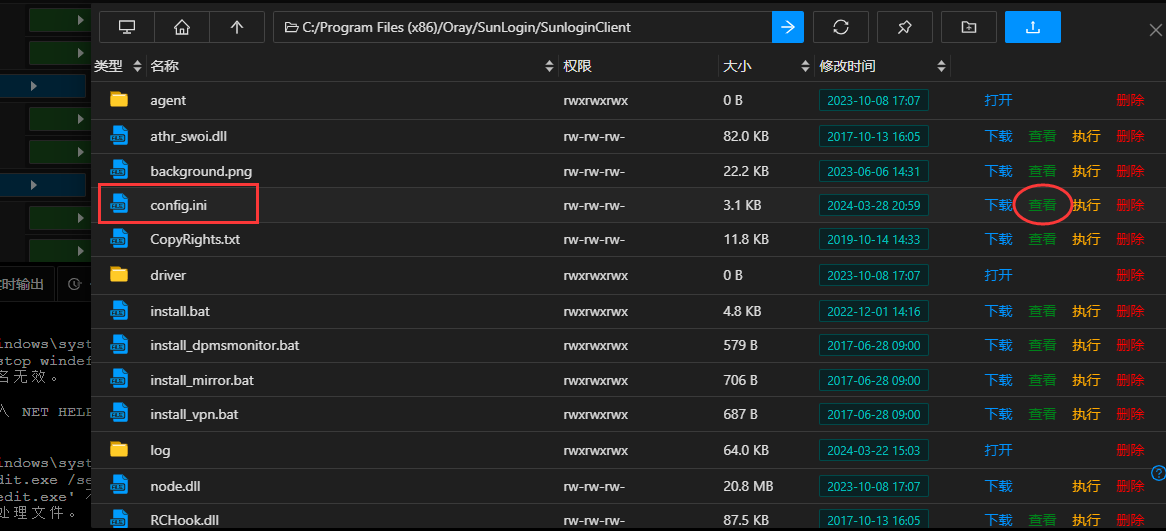 C:/Program Files (x86)/Oray/SunLogin/SunloginClient
类型 名称 权限 大小 修改时间
agent rwxrwxrwx 0 B 2023-10-08 17:07 打开 删除
athr_swoi.dll rw-rw-rw- 82.0 KB 2017-10-13 16:05 下载 查看 执行 删除
background.png rw-rw-rw- 22.2 KB 2023-06-06 14:31 下载 查看 执行 删除
config.ini rw-rw-rw- 3.1 KB 2024-03-28 20:59 下载 查看 执行 删除
CopyRights.txt rw-rw-rw- 11.8 KB 2019-10-14 14:33 下载 查看 执行 删除
driver rwxrwxrwx 0 B 2023-10-08 17:07 打开 删除
install.bat rwxrwxrwx 4.8 KB 2022-12-01 14:16 下载 查看 执行 删除
install_dpmsmonitor.bat rwxrwxrwx 579 B 2017-06-28 09:00 下载 查看 执行 删除
install_mirror.bat rwxrwxrwx 706 B 2017-06-28 09:00 下载 查看 执行 删除
install_vpn.bat rwxrwxrwx 687 B 2017-06-28 09:00 下载 查看 执行 删除
log rwxrwxrwx 64.0 KB 2024-03-22 15:03 打开 删除
node.dll rw-rw-rw- 20.8 MB 2023-10-08 17:07 下载 执行 删除
RCHook.dll rw-rw-rw- 87.5 KB 2017-10-13 16:05 下载 查看 执行 删除
时输出
indows\syst
stop windef
名无效。
入 NET HELP
indows\syst
dit.exe /se
edit.exe' 不
处理文件。